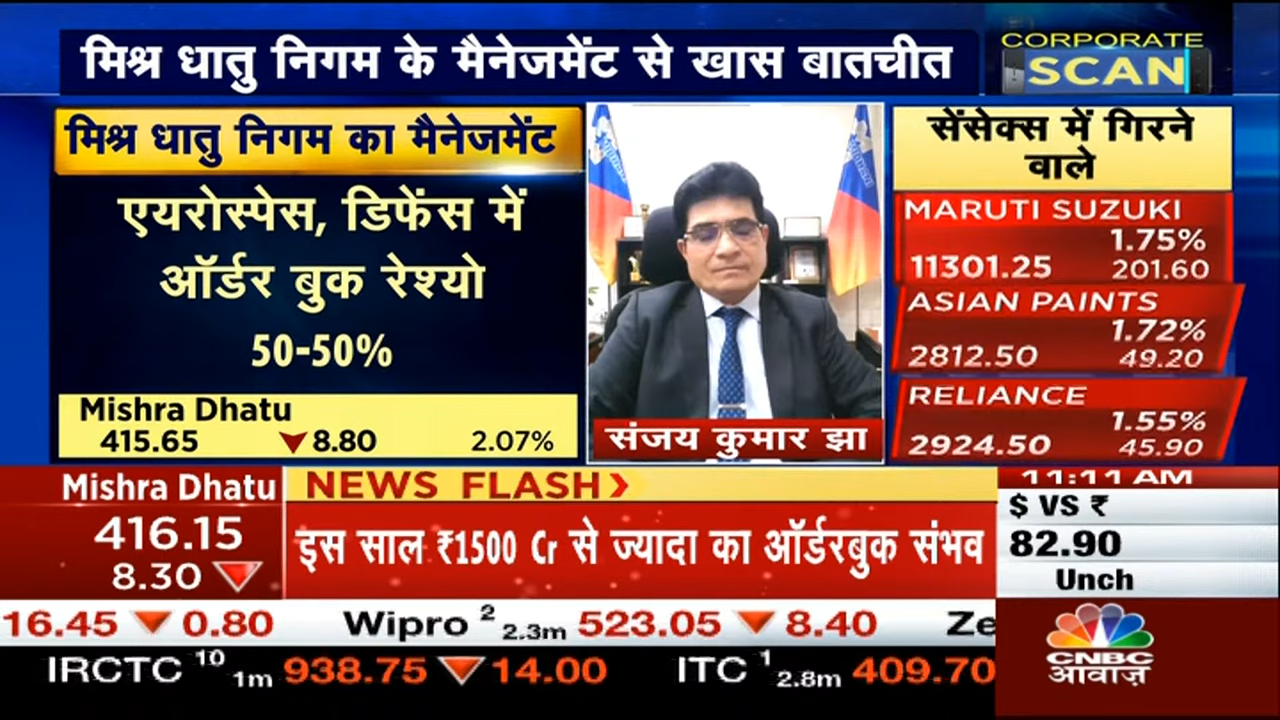 मिश्र धातु निगम के मैनेजमेंट से खास बातचीत
CORPORATE
SCAN
मिश्र धातु निगम का मैनेजमेंट
एयरोस्पेस, डिफेंस में
ऑर्डर बुक रेश्यो
50-50%
Mishra Dhatu
415.65 8.80 2.07%
संजय कुमार झा
सेंसेक्स में गिरने
वाले
MARUTI SUZUKI
1.75%
11301.25 201.60
ASIAN PAINTS
1.72%
2812.50 49.20
RELIANCE
1.55%
2924.50 45.90
Mishra Dhatu
416.15
8.30
NEWS FLASH
इस साल ₹1500 Cr से ज्यादा का ऑर्डरबुक संभव
11:11 AM
$ VS ₹
82.90
Unch
16.45 0.80 Wipro 2 2.3m 523.05 8.40 Ze
IRCTC 10 1m 938.75 14.00 ITC 1 2.8m 409.70
CNBC
आवाज़